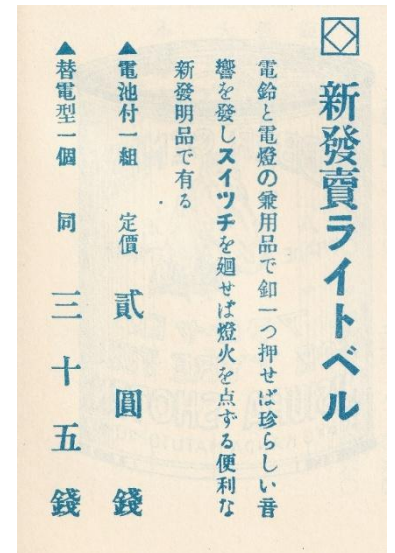 新發賣ライトベル
電鈴と電燈の兼用品で釦一つ押せば珍らしい音
響を發しスイツチを廻せば燈火を点ずる便利な
新發明品で有る
▲電池付一組 定價 貳圓錢
▲替電型一個 同 三十五錢